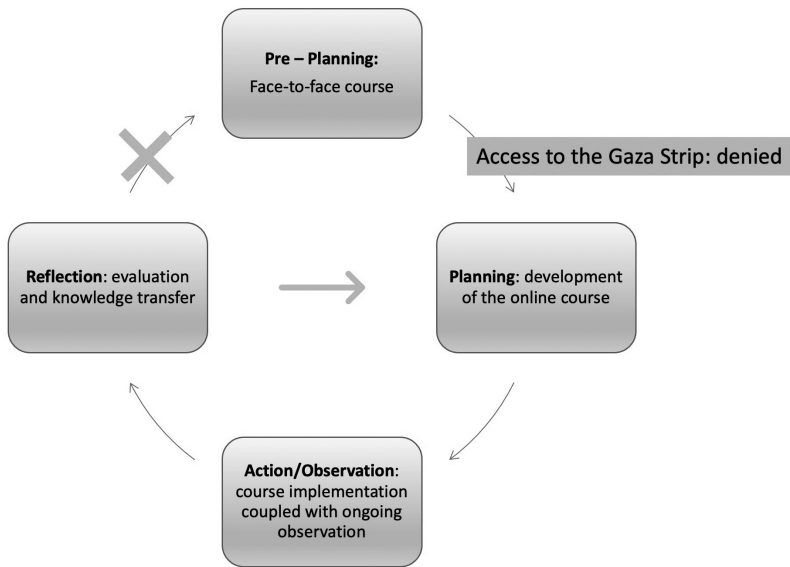 Pre – Planning:
Face-to-face course
Access to the Gaza Strip: denied
Reflection: evaluation
and knowledge transfer
Planning: development
of the online course
Action/Observation:
course implementation
coupled with ongoing
observation